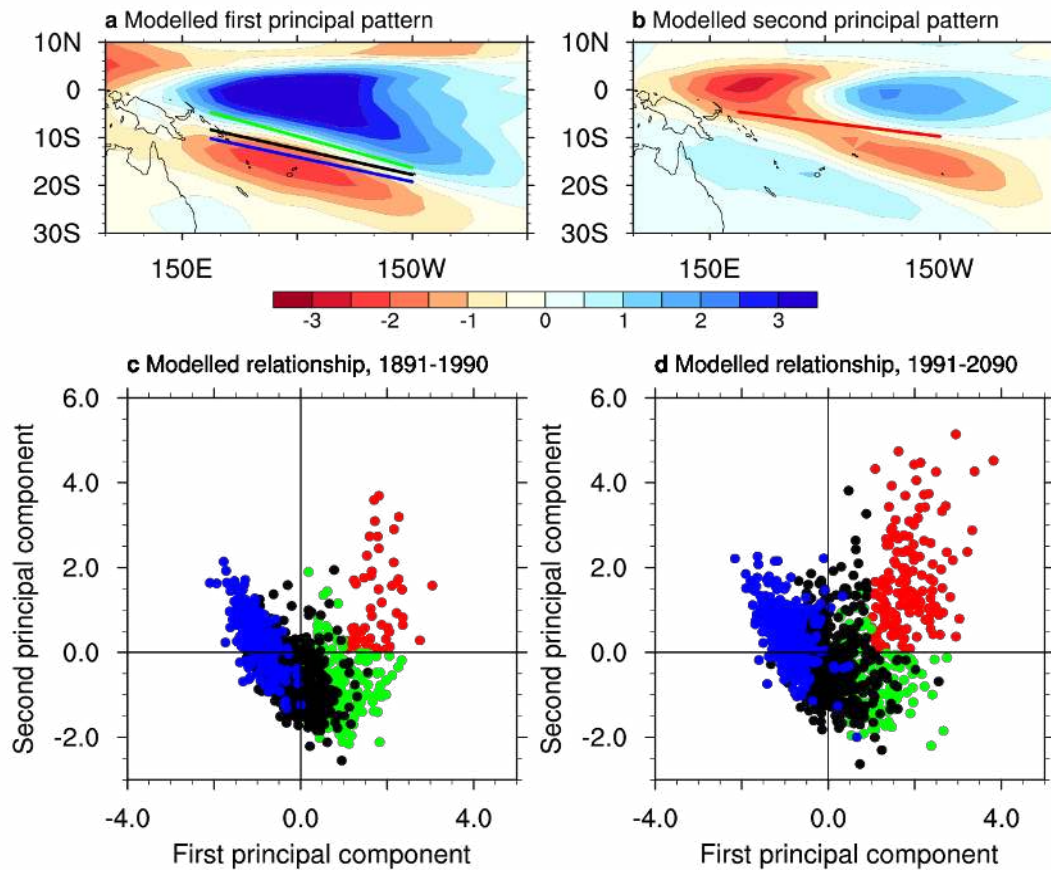 a Modelled first principal pattern
b Modelled second principal pattern
10N
0
10S
20S
30S
150E
150W
10N
0
10S
20S
30S
150E
150W
-3 -2 -1 0 1 2 3
c Modelled relationship, 1891-1990
d Modelled relationship, 1991-2090
Second principal component
6.0
4.0
2.0
0.0
-2.0
-4.0 0.0 4.0
First principal component
Second principal component
6.0
4.0
2.0
0.0
-2.0
-4.0 0.0 4.0
First principal component